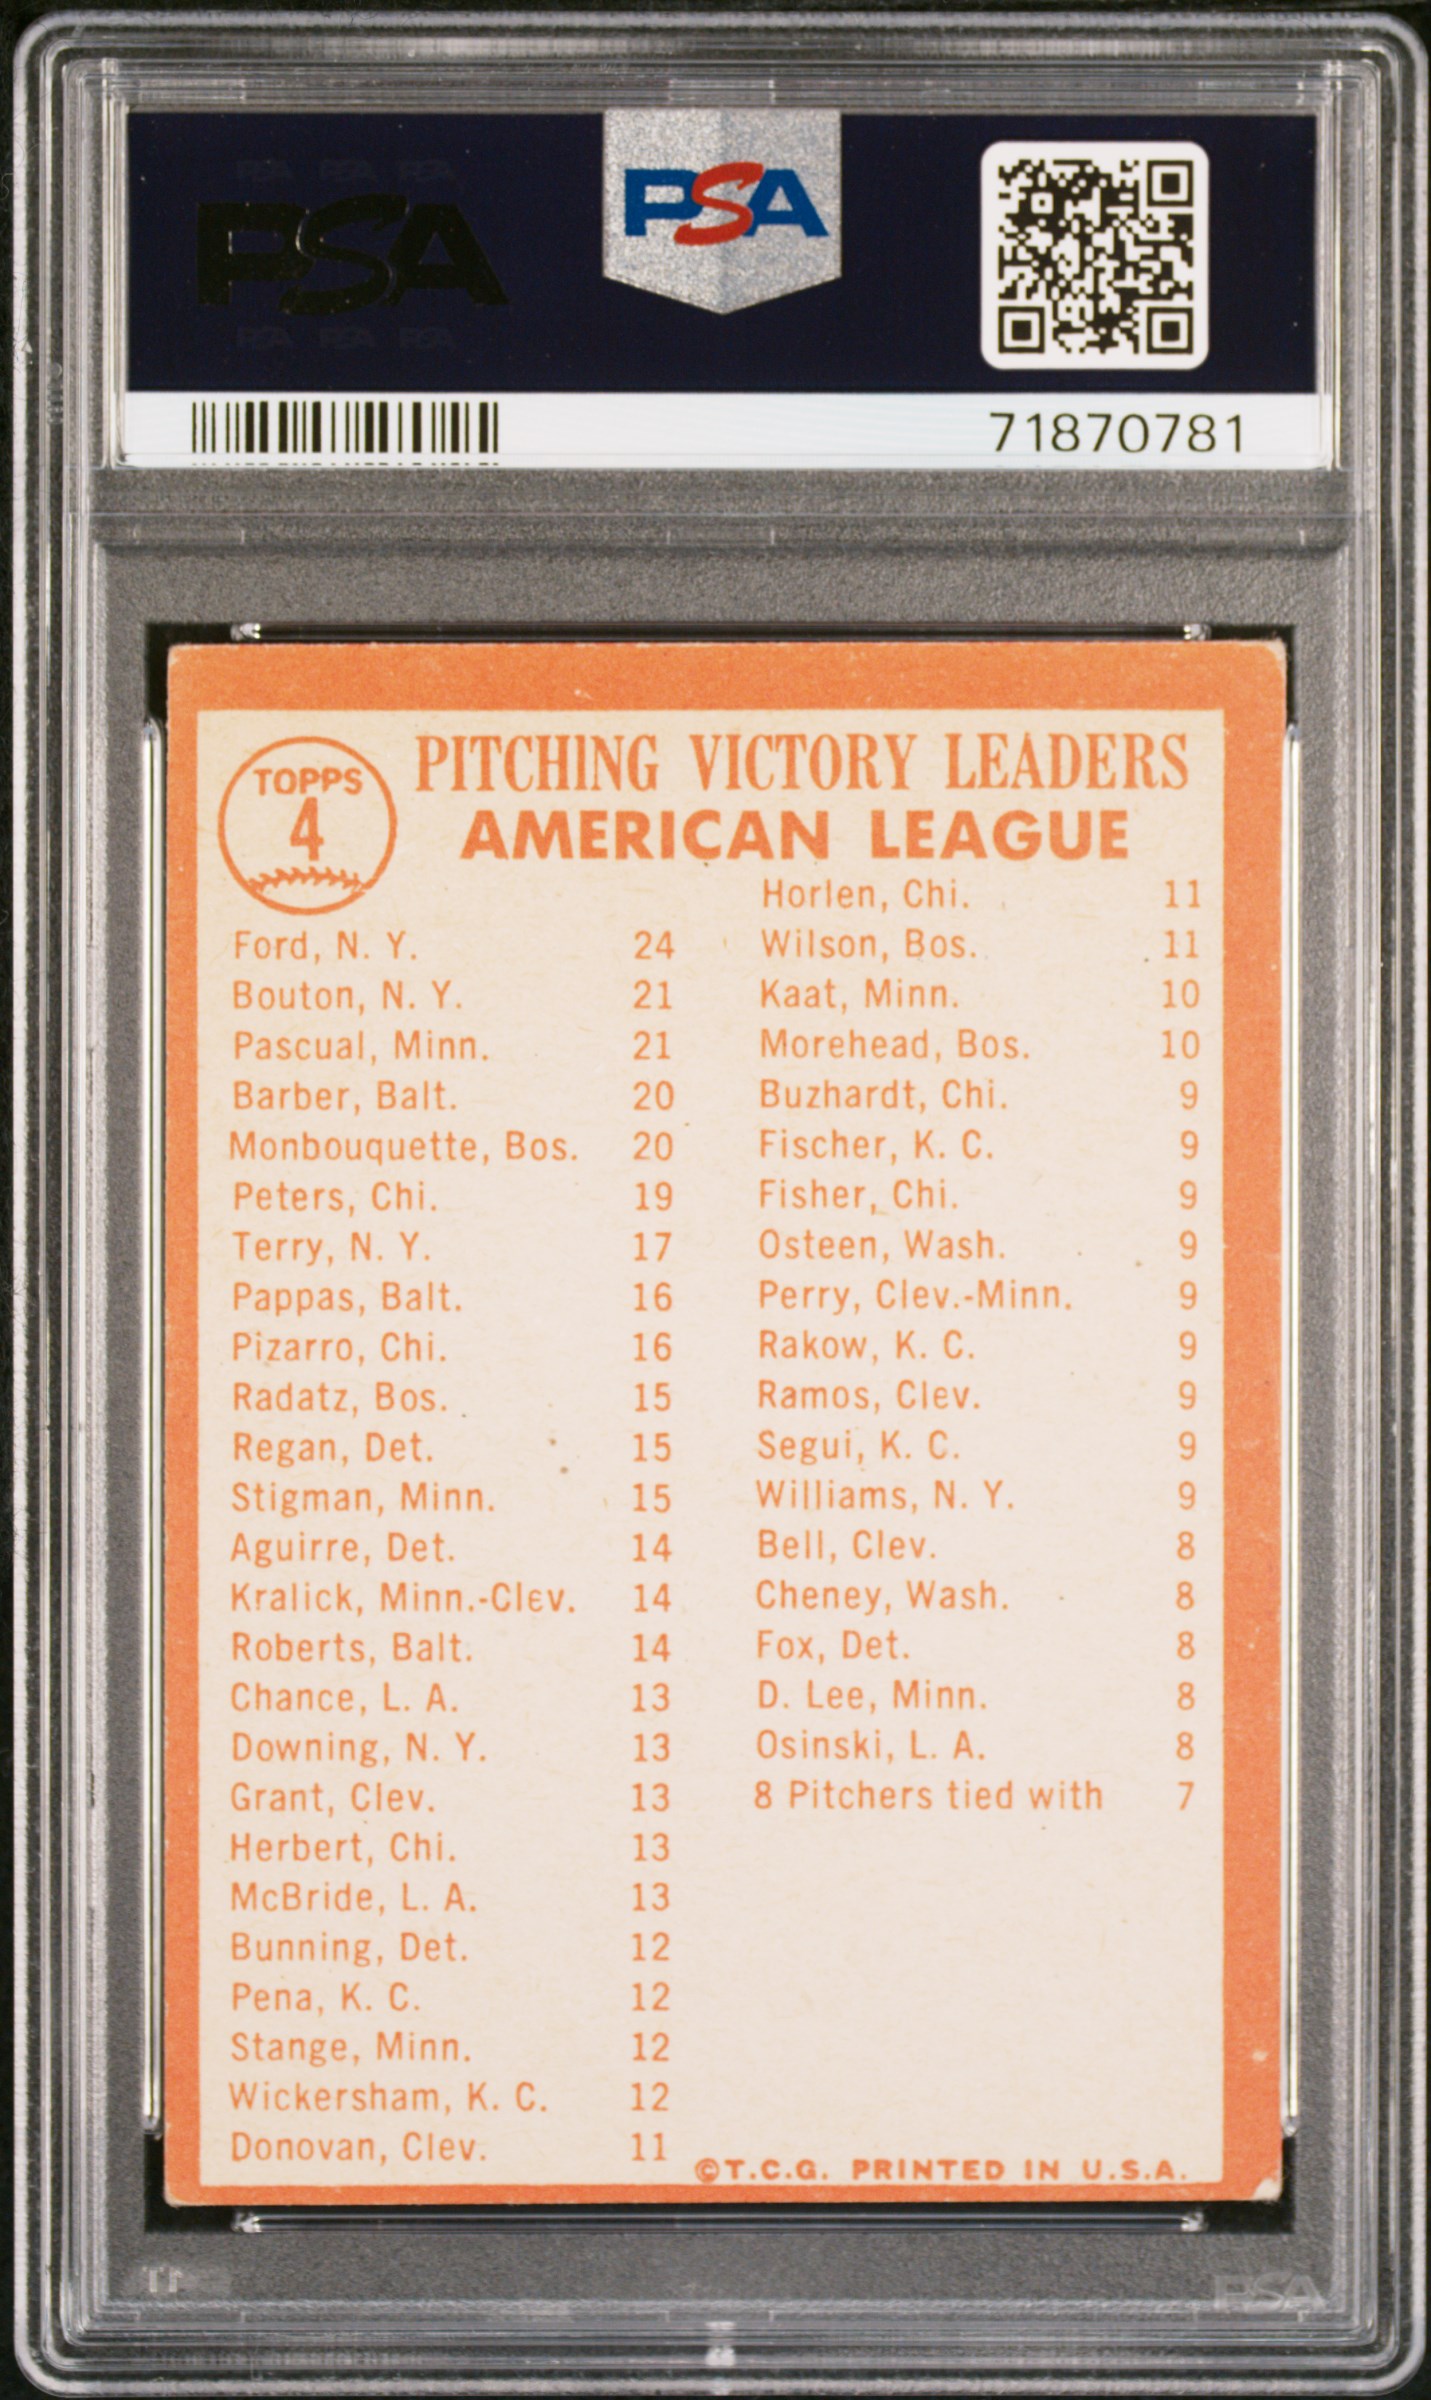 PSA PSA PSA
PSA
PSA PSA PSA
PSA
71870781
TOPPS
4
PITCHING VICTORY LEADERS
AMERICAN LEAGUE
Ford, N. Y. 24
Bouton, N. Y. 21
Pascual, Minn. 21
Barber, Balt. 20
Monbouquette, Bos. 20
Peters, Chi. 19
Terry, N. Y. 17
Pappas, Balt. 16
Pizarro, Chi. 16
Radatz, Bos. 15
Regan, Det. 15
Stigman, Minn. 15
Aguirre, Det. 14
Kralick, Minn.-Clev. 14
Roberts, Balt. 14
Chance, L. A. 13
Downing, N. Y. 13
Grant, Clev. 13
Herbert, Chi. 13
McBride, L. A. 13
Bunning, Det. 12
Pena, K. C. 12
Stange, Minn. 12
Wickersham, K. C. 12
Donovan, Clev. 11
Horlen, Chi. 11
Wilson, Bos. 11
Kaat, Minn. 10
Morehead, Bos. 10
Buzhardt, Chi. 9
Fischer, K. C. 9
Fisher, Chi. 9
Osteen, Wash. 9
Perry, Clev.-Minn. 9
Rakow, K. C. 9
Ramos, Clev. 9
Segui, K. C. 9
Williams, N. Y. 9
Bell, Clev. 8
Cheney, Wash. 8
Fox, Det. 8
D. Lee, Minn. 8
Osinski, L. A. 8
8 Pitchers tied with 7
©T.C.G. PRINTED IN U.S.A.
PSA